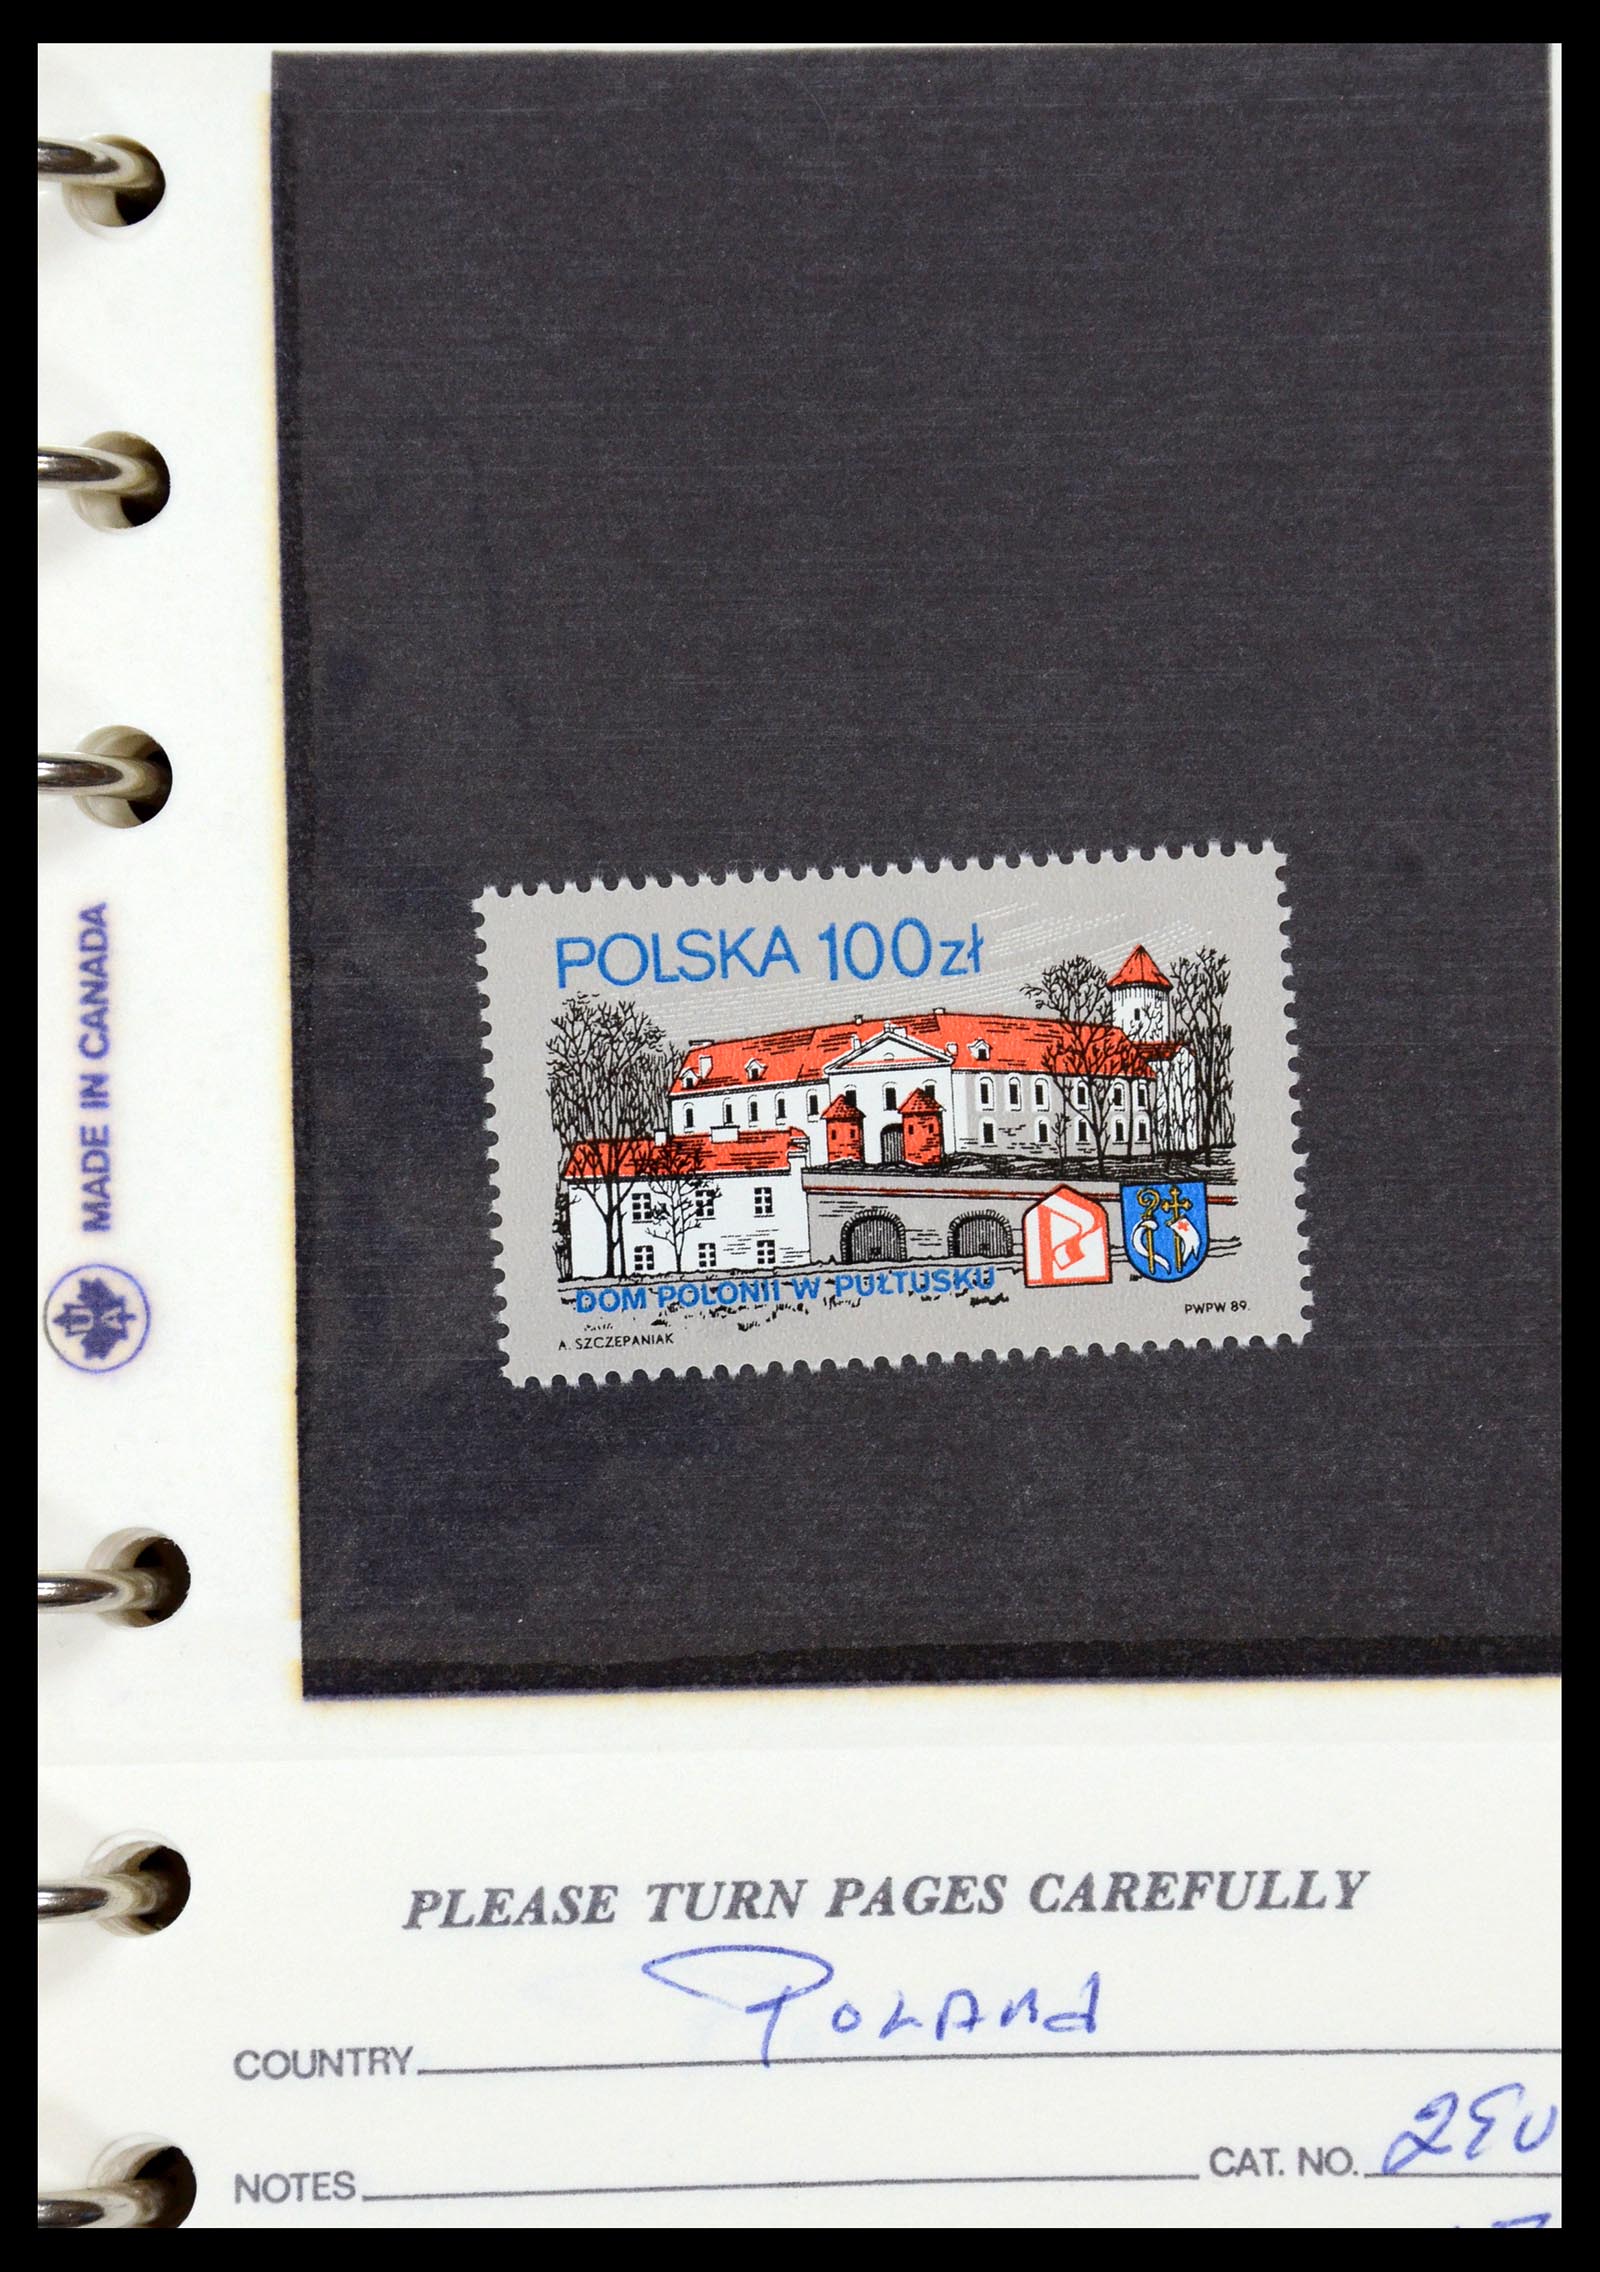 MADE IN CANADA
UA
POLSKA 100zł
DOM POLONII W PUŁTUSKU
A. SZCZEPANIAK
PWPW 89.
PLEASE TURN PAGES CAREFULLY
COUNTRY Poland
NOTES CAT. NO.